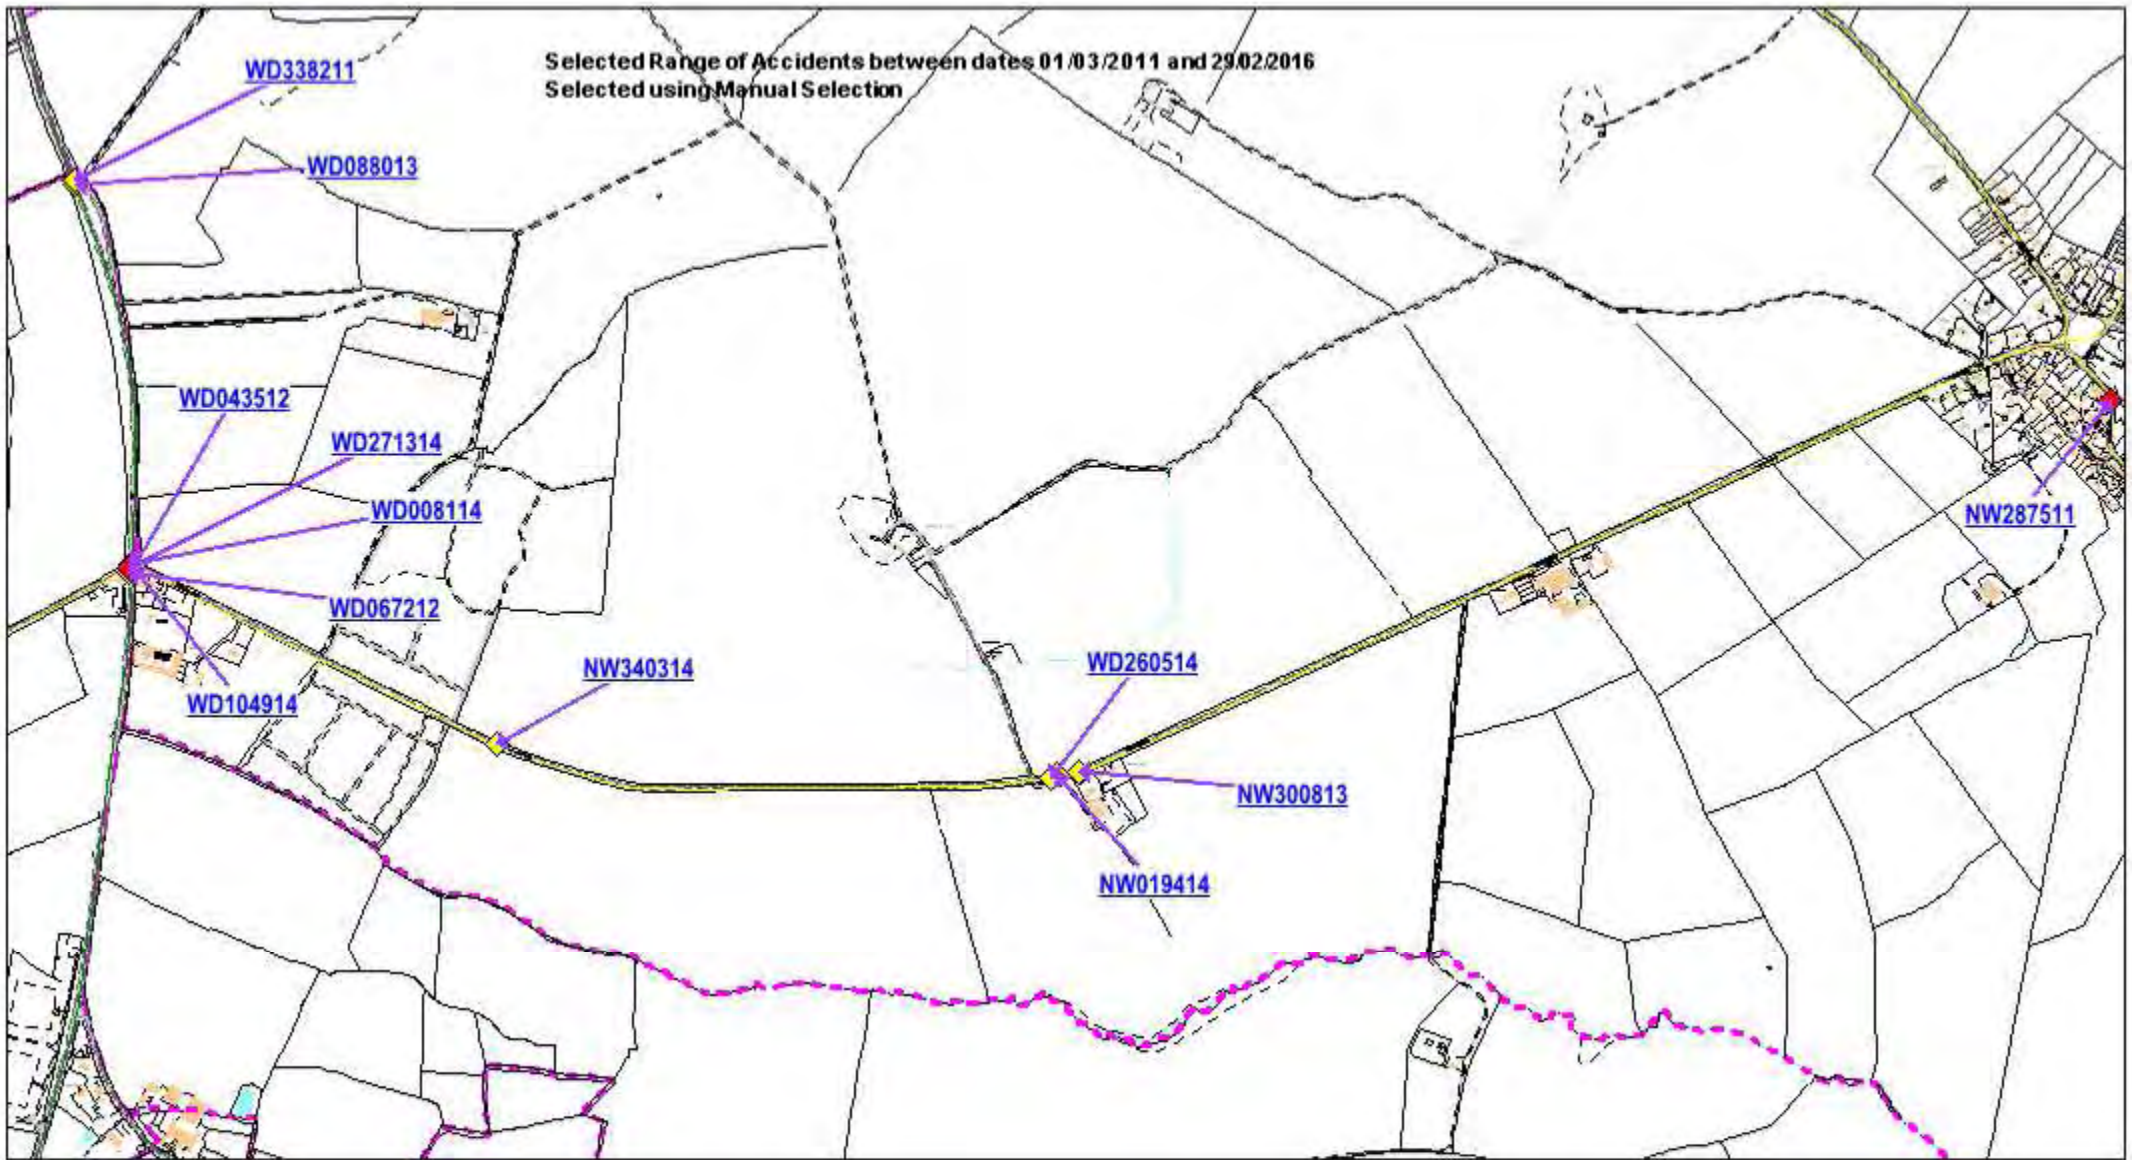 Selected Range of Accidents between dates 01/03/2011 and 29/02/2016
Selected using Manual Selection
WD338211
WD088013
WD043512
WD271314
WD008114
NW287511
WD067212
NW340314
WD260514
WD104914
NW300813
NW019414